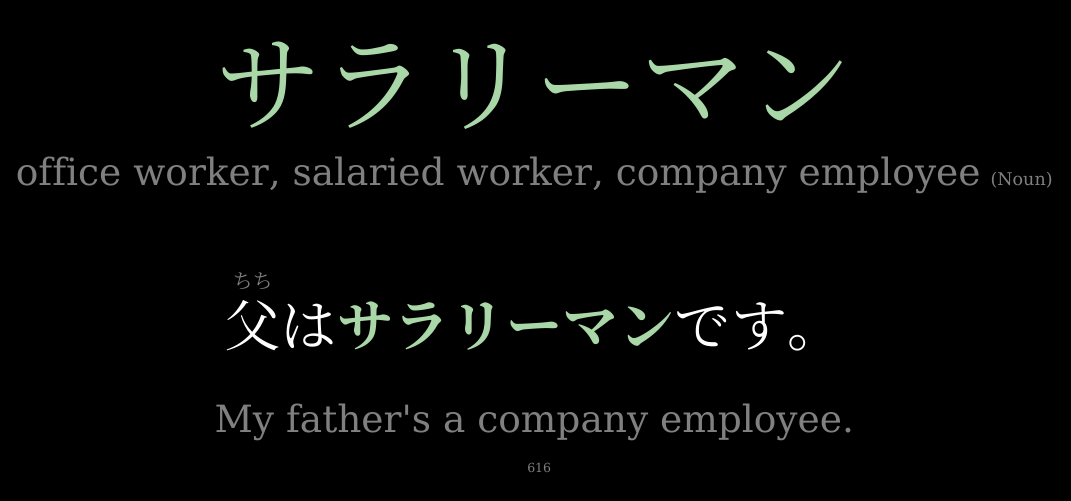 サラリーマン
office worker, salaried worker, company employee (Noun)
ちち
父はサラリーマンです。
My father's a company employee.
616